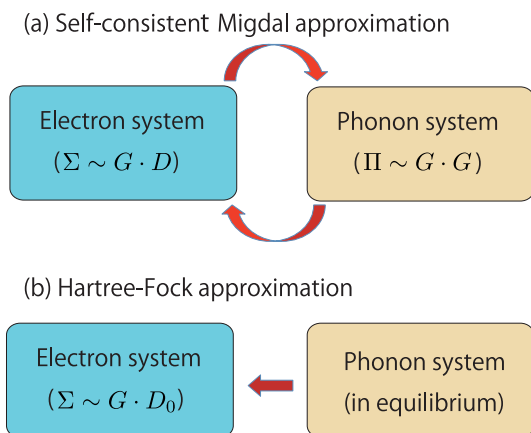 (a) Self-consistent Migdal approximation
Electron system
(Σ ∼ G · D)
Phonon system
(Π ∼ G · G)
(b) Hartree-Fock approximation
Electron system
(Σ ∼ G · D₀)
Phonon system
(in equilibrium)